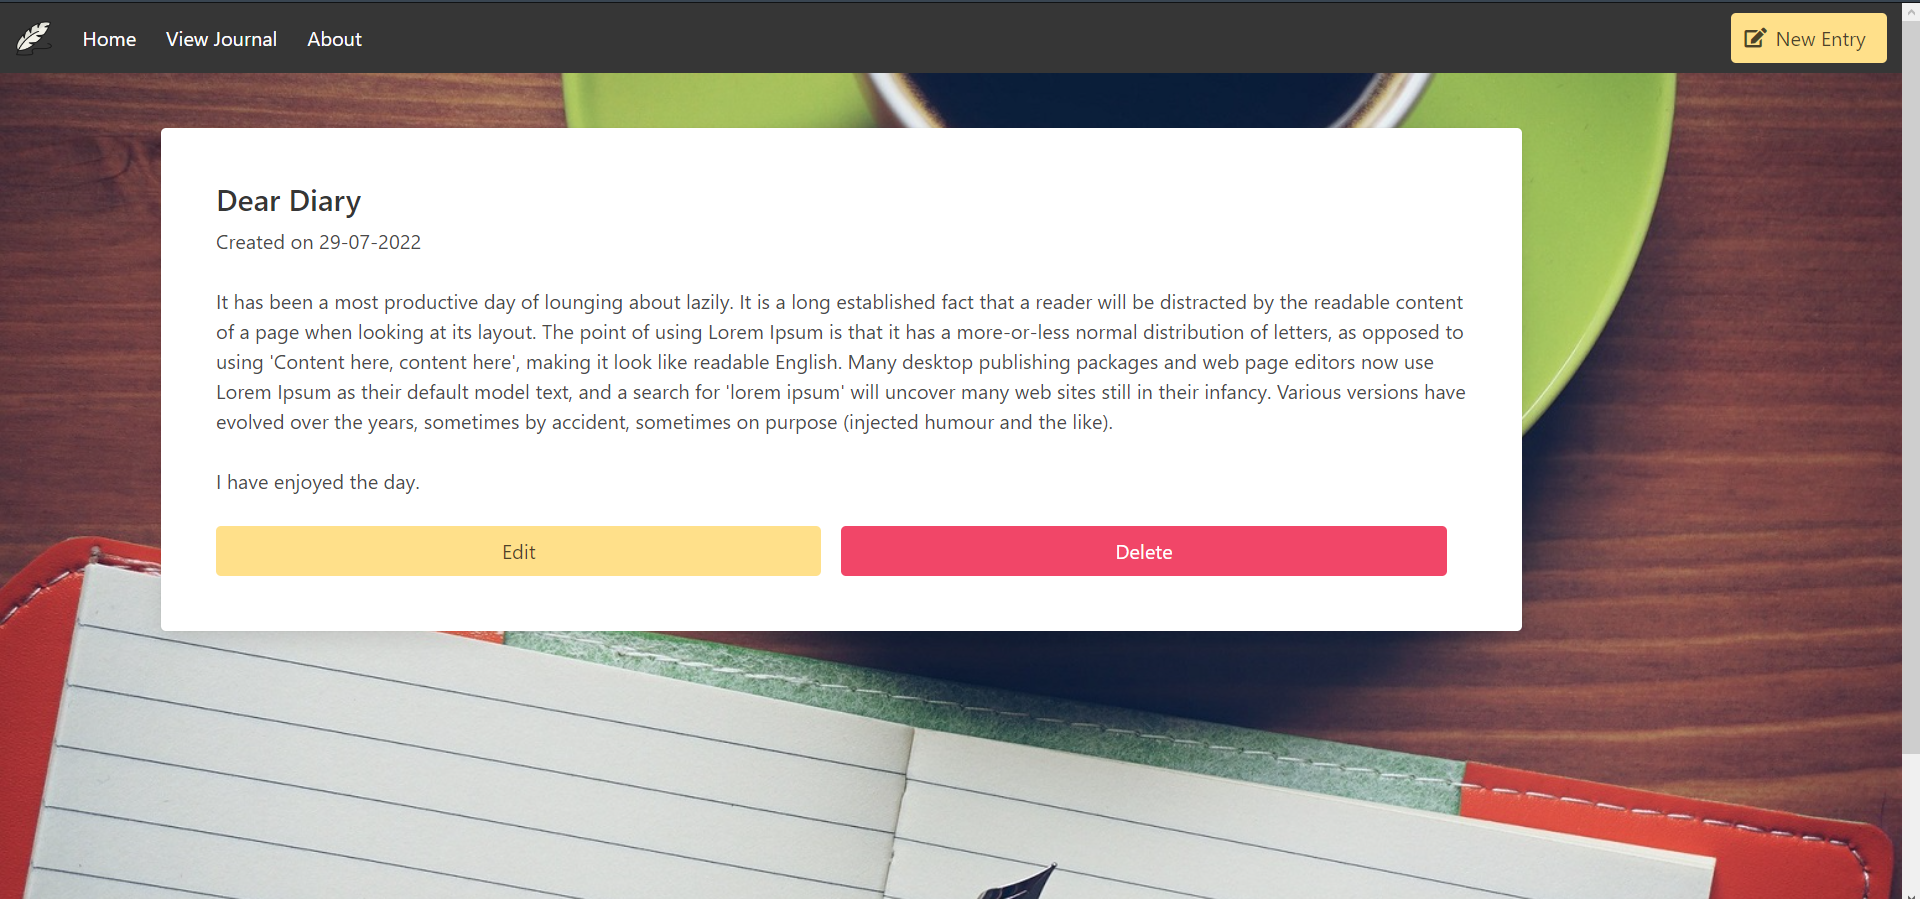 Home View Journal About New Entry
Dear Diary
Created on 29-07-2022
It has been a most productive day of lounging about lazily. It is a long established fact that a reader will be distracted by the readable content
of a page when looking at its layout. The point of using Lorem Ipsum is that it has a more-or-less normal distribution of letters, as opposed to
using 'Content here, content here', making it look like readable English. Many desktop publishing packages and web page editors now use
Lorem Ipsum as their default model text, and a search for 'lorem ipsum' will uncover many web sites still in their infancy. Various versions have
evolved over the years, sometimes by accident, sometimes on purpose (injected humour and the like).
I have enjoyed the day.
Edit Delete